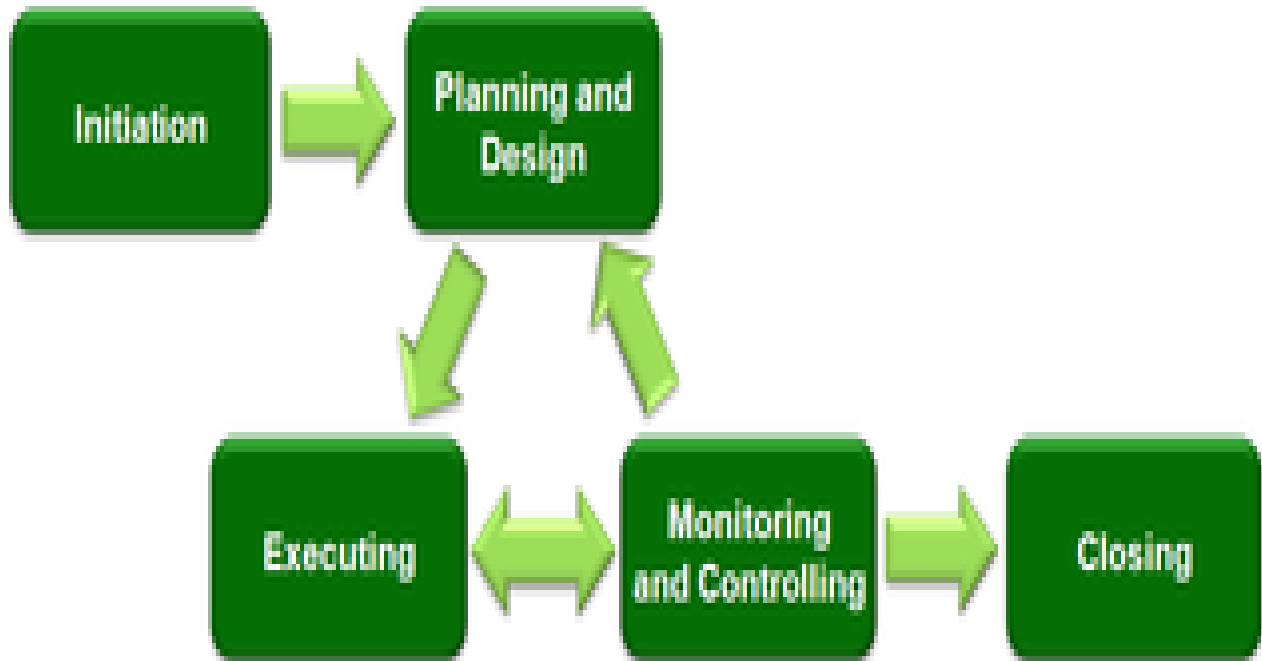 Initiation
Planning and
Design
Executing
Monitoring
and Controlling
Closing